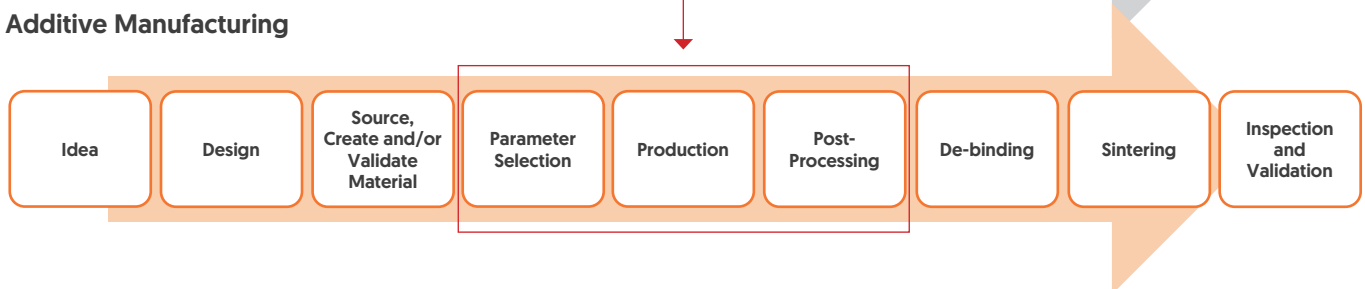 Additive Manufacturing
Idea
Design
Source,
Create and/or
Validate
Material
Parameter
Selection
Production
Post-
Processing
De-binding
Sintering
Inspection
and
Validation